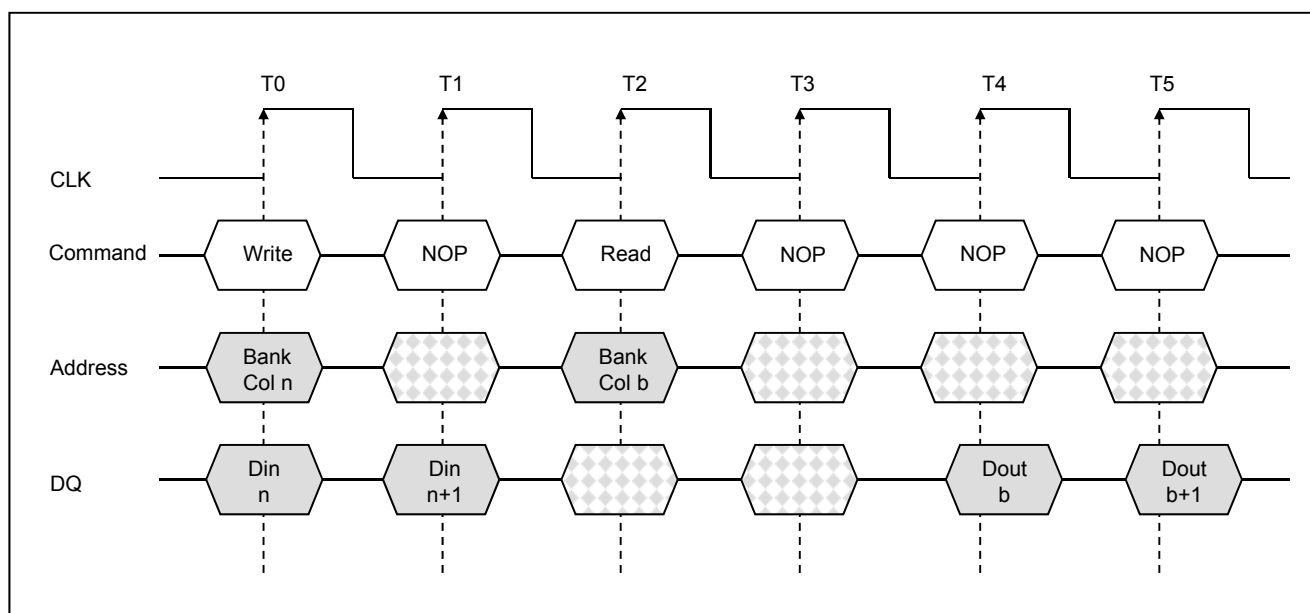 T0 T1 T2 T3 T4 T5
CLK
Command Write NOP Read NOP NOP NOP
Address Bank Col n Bank Col b
DQ Din n Din n+1 Dout b Dout b+1